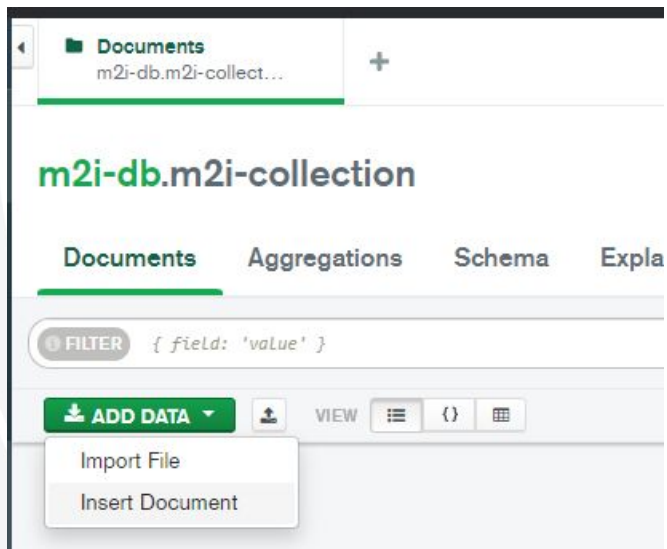 Documents
m2i-db.m2i-collect...
m2i-db.m2i-collection
Documents Aggregations Schema Expla
FILTER { field: 'value' }
ADD DATA VIEW {}
Import File
Insert Document